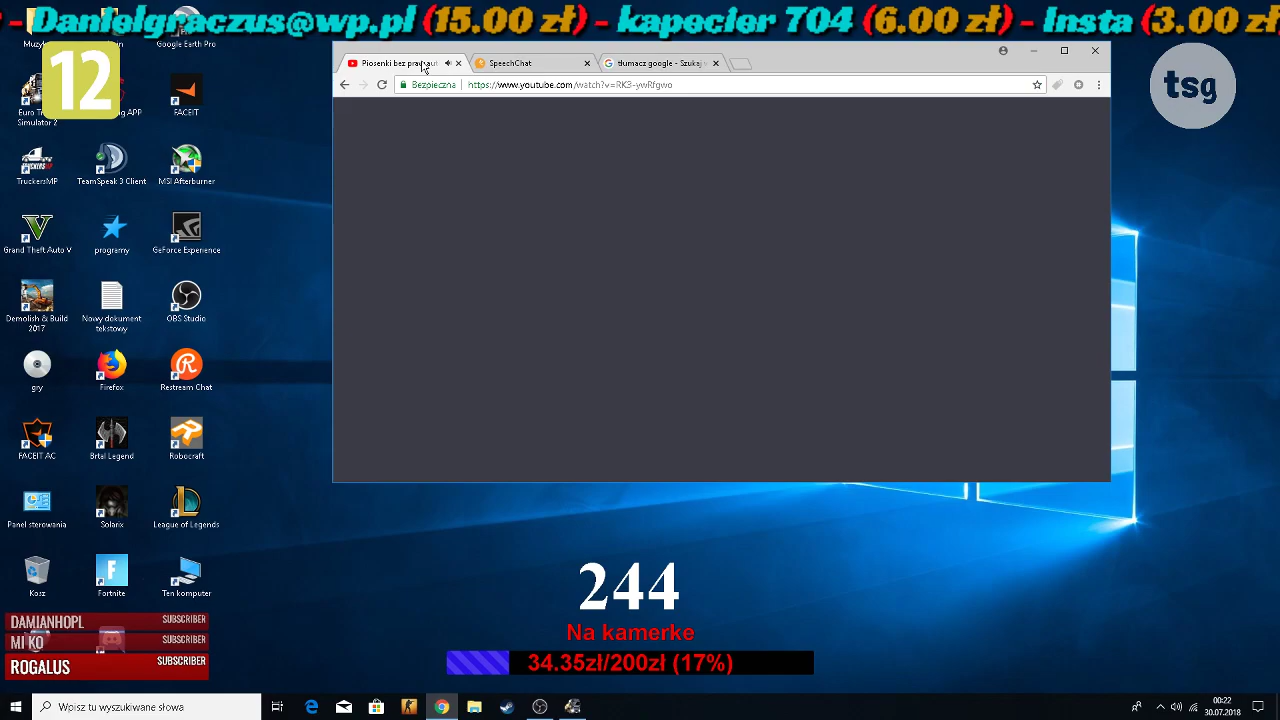 - Danielgraczus@wp.pl (15.00 zł) - kapecier 704 (6.00 zł) - Insta (3.00 zł)
12
tsg
Google Earth Pro
Euro Tr
Simulator 2
g APP
FACEIT
TruckersMP
TeamSpeak 3 Client
MSI Afterburner
Grand Theft Auto V
programy
GeForce Experience
Demolish & Build
2017
Nowy dokument
tekstowy
OBS Studio
gry
Firefox
Restream Chat
FACEIT AC
Brtal Legend
Robocraft
Panel sterowania
Solarix
League of Legends
Kosz
Fortnite
Ten komputer
Piosenki bez praw aut
SpeechChat
tłumacz google - Szukaj
Bezpieczna
https://www.youtube.com/watch?v=RK3-ywRfgwo
DAMIANHOPL SUBSCRIBER
MI KO SUBSCRIBER
ROGALUS SUBSCRIBER
244
Na kamerke
34.35zł/200zł (17%)
Wpisz tu wyszukiwane słowa
00:22
30.07.2018